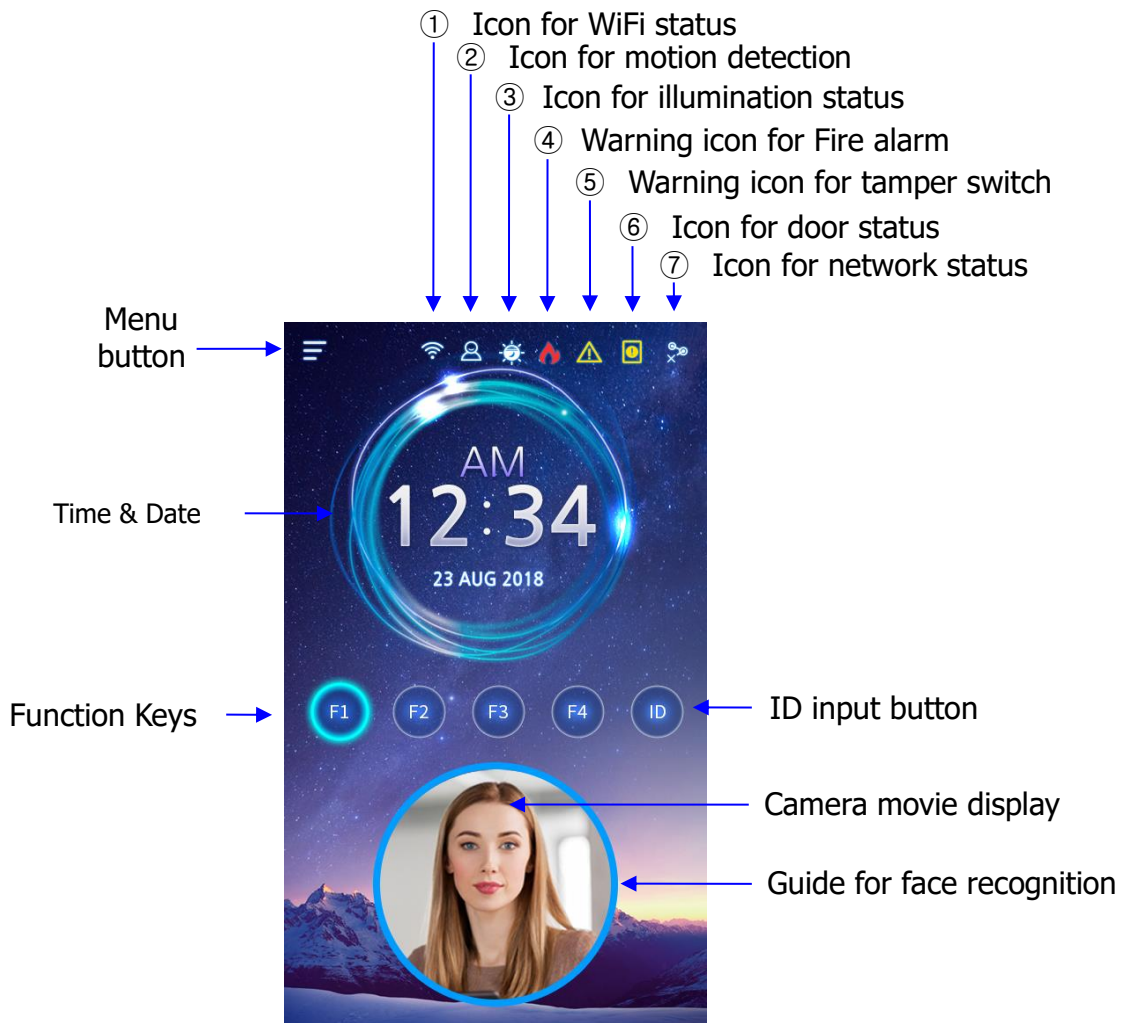 ① Icon for WiFi status
② Icon for motion detection
③ Icon for illumination status
④ Warning icon for Fire alarm
⑤ Warning icon for tamper switch
⑥ Icon for door status
⑦ Icon for network status
Menu
button
AM
12:34
Time & Date
23 AUG 2018
Function Keys
F1 F2 F3 F4 ID
ID input button
Camera movie display
Guide for face recognition